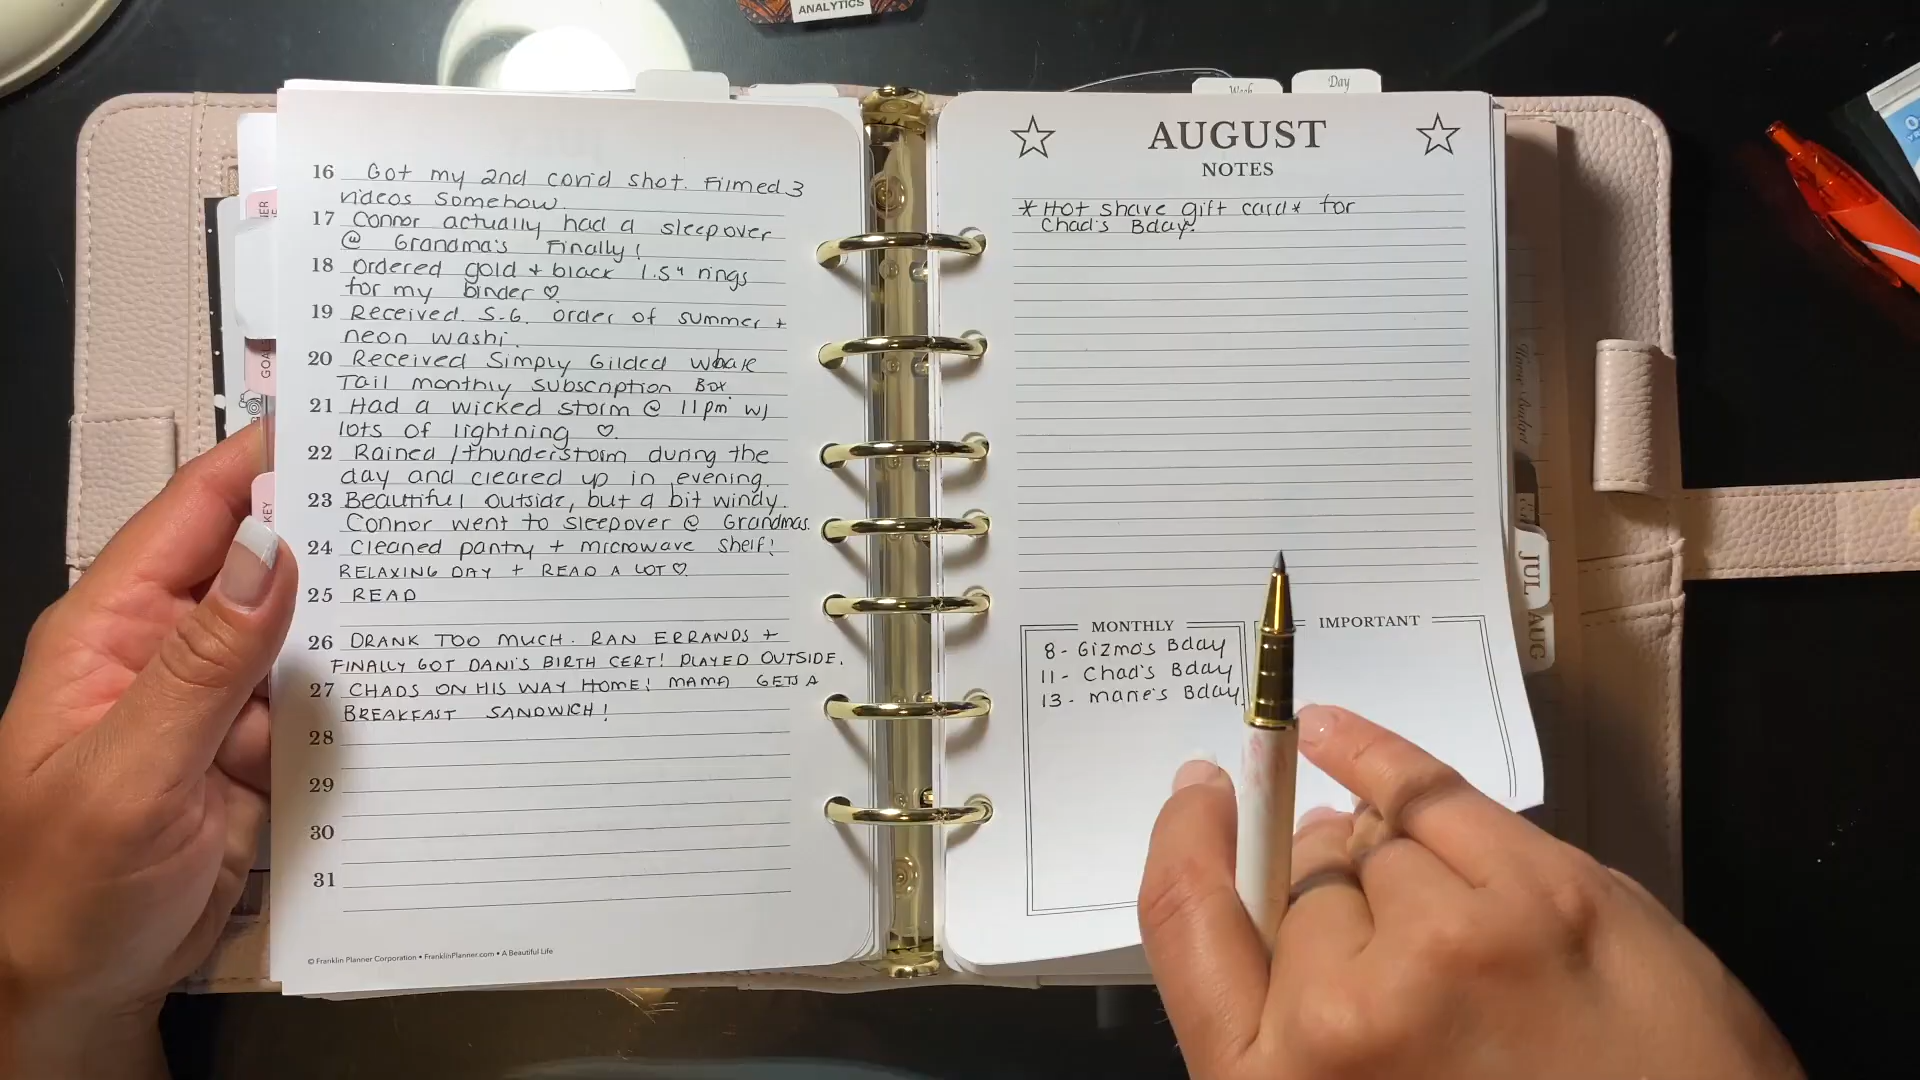 ANALYTICS
Week
Day
16 Got my 2nd covid shot. Filmed 3
videos somehow.
17 Connor actually had a sleepover
@ Grandma's Finally!
18 Ordered gold + black 1.5" rings
for my binder ♡
19 Received S.G. order of summer +
neon washi.
20 Received Simply Gilded Whale
Tail monthly subscription Box
21 Had a wicked storm @ 11pm w/
lots of lightning ♡.
22 Rained / thunderstorm during the
day and cleared up in evening.
23 Beautiful outside, but a bit windy.
Connor went to sleepover @ Grandmas.
24 Cleaned pantry + microwave shelf!
RELAXING DAY + READ A LOT ♡.
25 READ
26 DRANK TOO MUCH. RAN ERRANDS +
FINALLY GOT DANI'S BIRTH CERT! PLAYED OUTSIDE.
27 CHADS ON HIS WAY HOME! MAMA GETS A
BREAKFAST SANDWICH!
28
29
30
31
© Franklin Planner Corporation • FranklinPlanner.com • A Beautiful Life
AUGUST
NOTES
* Hot shave gift card * for
Chad's Bday!
MONTHLY
8 - Gizmo's Bday
11 - Chad's Bday
13 - Marie's Bday
IMPORTANT
GOALS
KEY
JUL
AUG